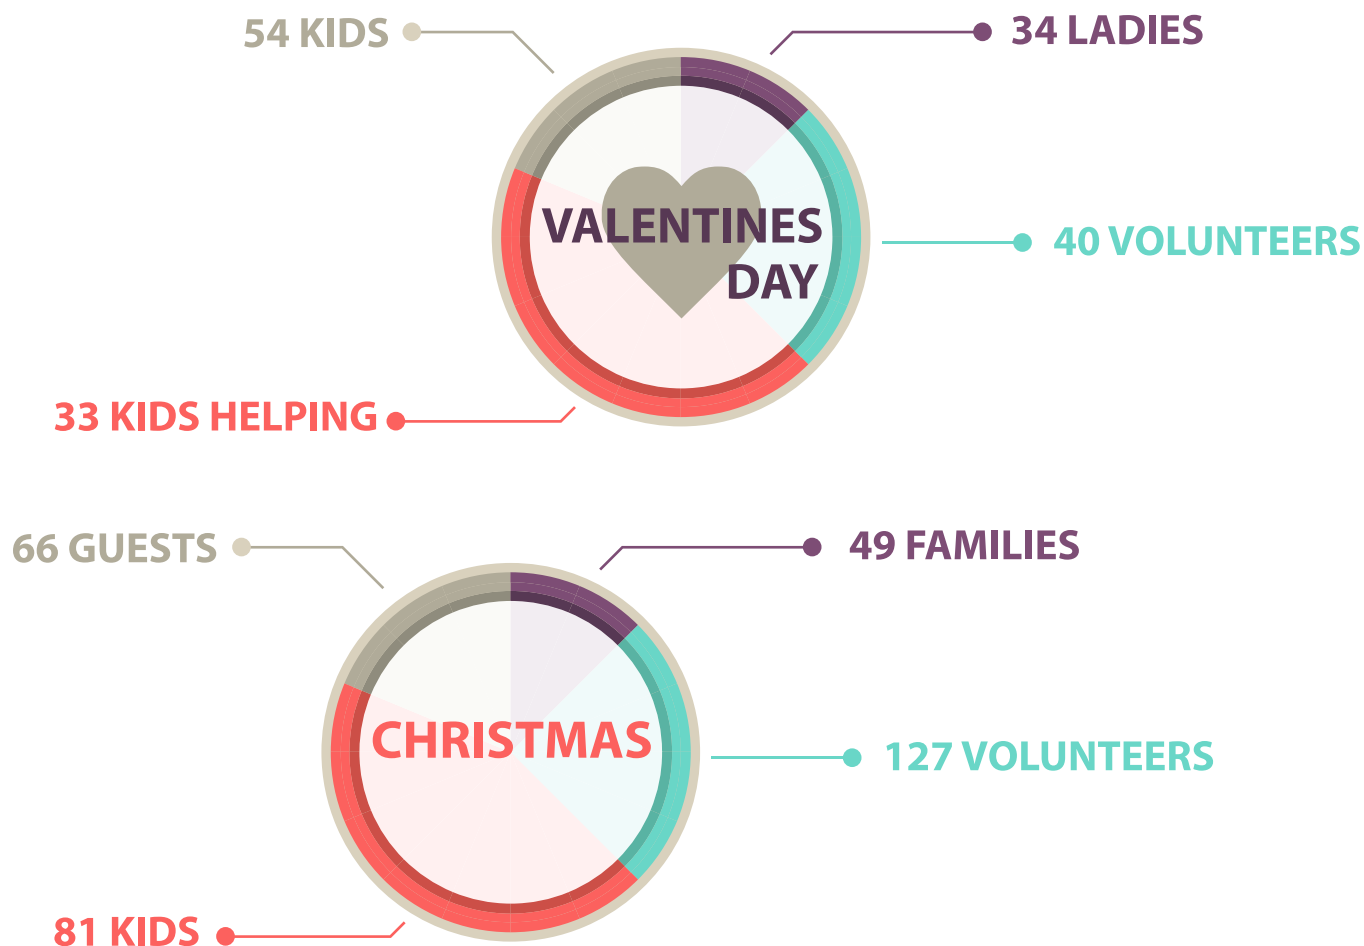 54 KIDS
34 LADIES
VALENTINES
DAY
40 VOLUNTEERS
33 KIDS HELPING
66 GUESTS
49 FAMILIES
CHRISTMAS
127 VOLUNTEERS
81 KIDS